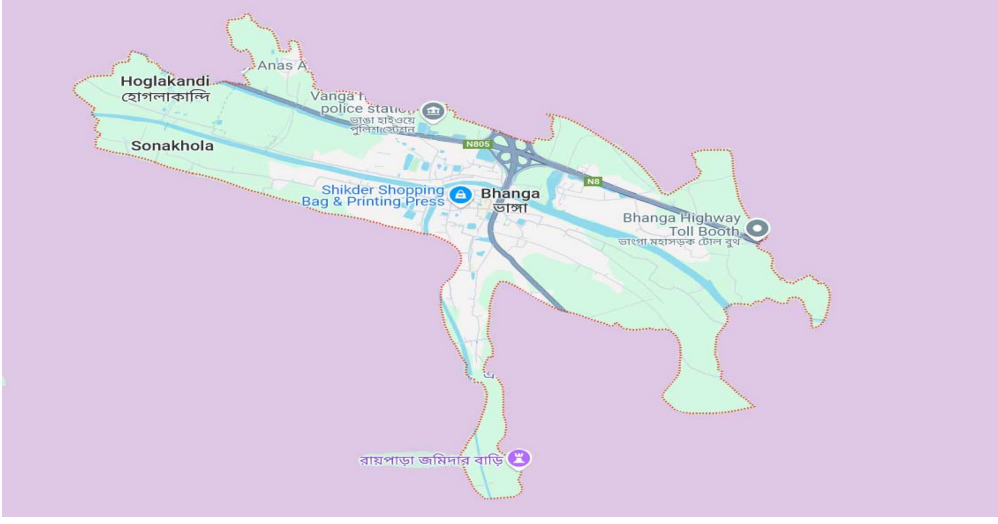 Anas A
Hoglakandi
হোগলাকান্দি
Vanga
police station
ভাঙ্গা হাইওয়ে
পুলিশ স্টেশন
N805
Sonakhola
N8
Shikder Shopping
Bag & Printing Press
Bhanga
ভাঙ্গা
Bhanga Highway
Toll Booth
ভাংগা মহাসড়ক টোল বুথ
রায়পাড়া জমিদার বাড়ি